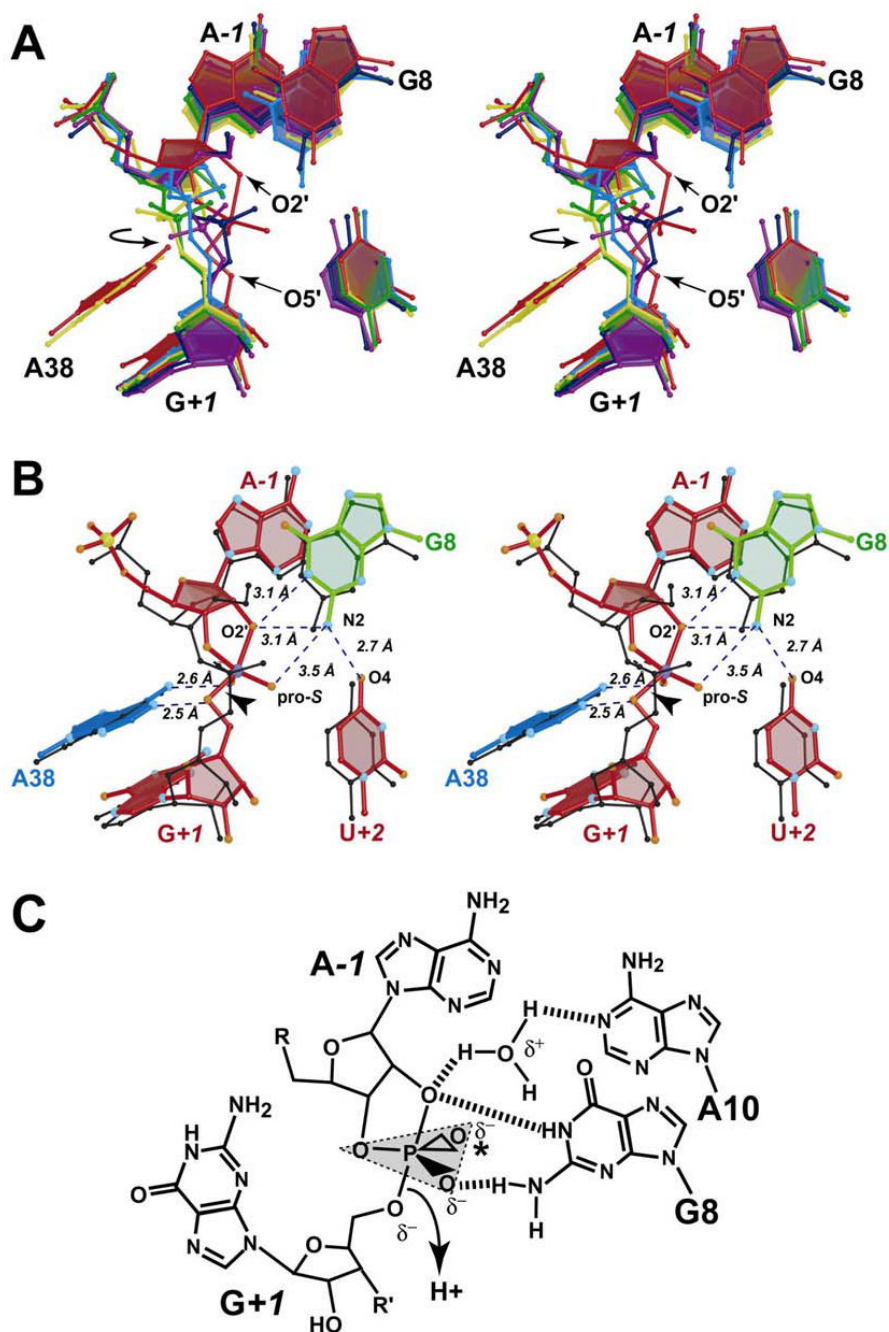 A
A-1
G8
O2'
O5'
A38
G+1
A-1
G8
O2'
O5'
A38
G+1
B
A-1
G8
3.1 Å
O2'
N2
3.1 Å
2.7 Å
2.6 Å
3.5 Å
O4
pro-S
2.5 Å
A38
G+1
U+2
A-1
G8
3.1 Å
O2'
N2
3.1 Å
2.7 Å
2.6 Å
3.5 Å
O4
pro-S
2.5 Å
A38
G+1
U+2
C
NH2
A-1
N
N
N
N
NH2
H
N
N
N
N
A10
R
O
H
O
δ+
H
O
O
N
HN
N
N
G8
O
P
O
δ−
*
O
δ−
H
N
H
O
δ−
NH2
H
N
N
O
N
N
O
H+
G+1
HO
R'